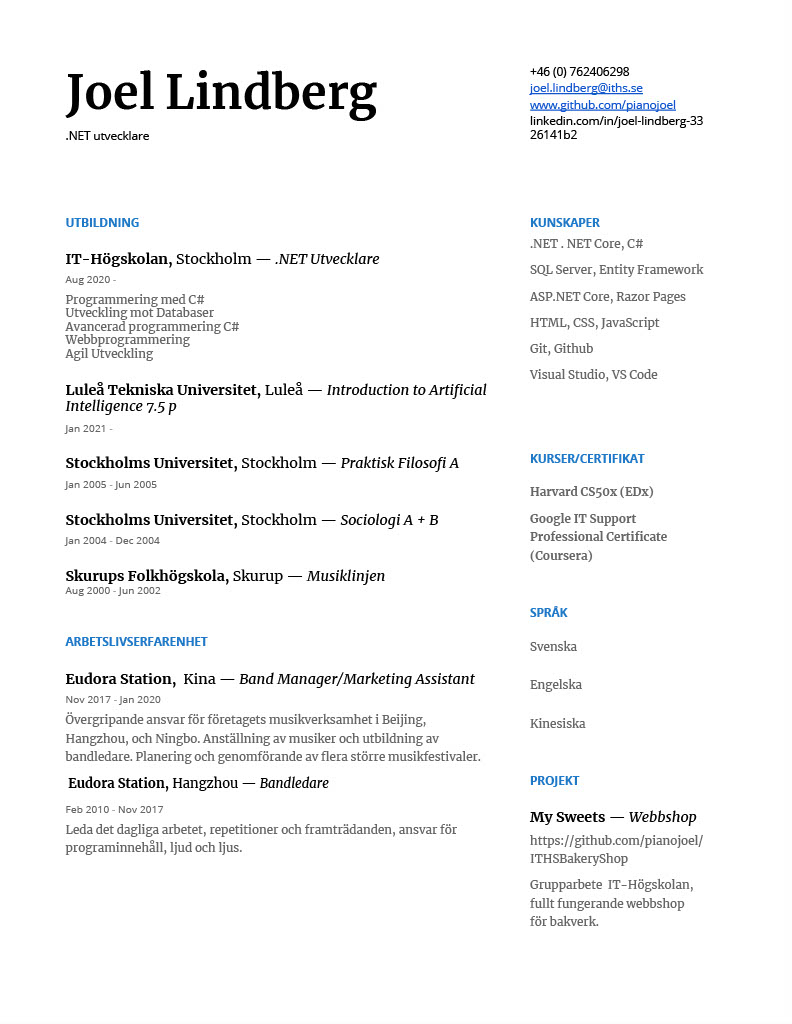 Joel Lindberg
.NET utvecklare
+46 (0) 762406298
joel.lindberg@iths.se
www.github.com/pianojoel
linkedin.com/in/joel-lindberg-33
26141b2
UTBILDNING
IT-Högskolan, Stockholm — .NET Utvecklare
Aug 2020 -
Programmering med C#
Utveckling mot Databaser
Avancerad programmering C#
Webbprogrammering
Agil Utveckling
Luleå Tekniska Universitet, Luleå — Introduction to Artificial
Intelligence 7.5 p
Jan 2021 -
Stockholms Universitet, Stockholm — Praktisk Filosofi A
Jan 2005 - Jun 2005
Stockholms Universitet, Stockholm — Sociologi A + B
Jan 2004 - Dec 2004
Skurups Folkhögskola, Skurup — Musiklinjen
Aug 2000 - Jun 2002
ARBETSLIVSERFARENHET
Eudora Station,  Kina — Band Manager/Marketing Assistant
Nov 2017 - Jan 2020
Övergripande ansvar för företagets musikverksamhet i Beijing,
Hangzhou, och Ningbo. Anställning av musiker och utbildning av
bandledare. Planering och genomförande av flera större musikfestivaler.
Eudora Station, Hangzhou — Bandledare
Feb 2010 - Nov 2017
Leda det dagliga arbetet, repetitioner och framträdanden, ansvar för
programinnehåll, ljud och ljus.
KUNSKAPER
.NET . NET Core, C#
SQL Server, Entity Framework
ASP.NET Core, Razor Pages
HTML, CSS, JavaScript
Git, Github
Visual Studio, VS Code
KURSER/CERTIFIKAT
Harvard CS50x (EDx)
Google IT Support
Professional Certificate
(Coursera)
SPRÅK
Svenska
Engelska
Kinesiska
PROJEKT
My Sweets — Webbshop
https://github.com/pianojoel/
ITHSBakeryShop
Grupparbete  IT-Högskolan,
fullt fungerande webbshop
för bakverk.